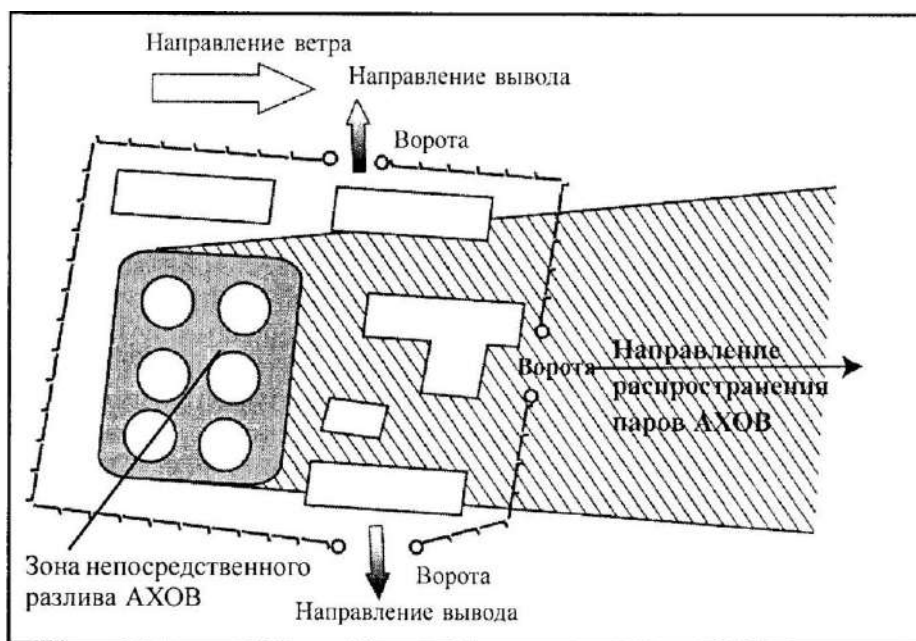 Направление ветра
Направление вывода
Ворота
Ворота
Направление
распространения
паров АХОВ
Зона непосредственного
разлива АХОВ
Ворота
Направление вывода